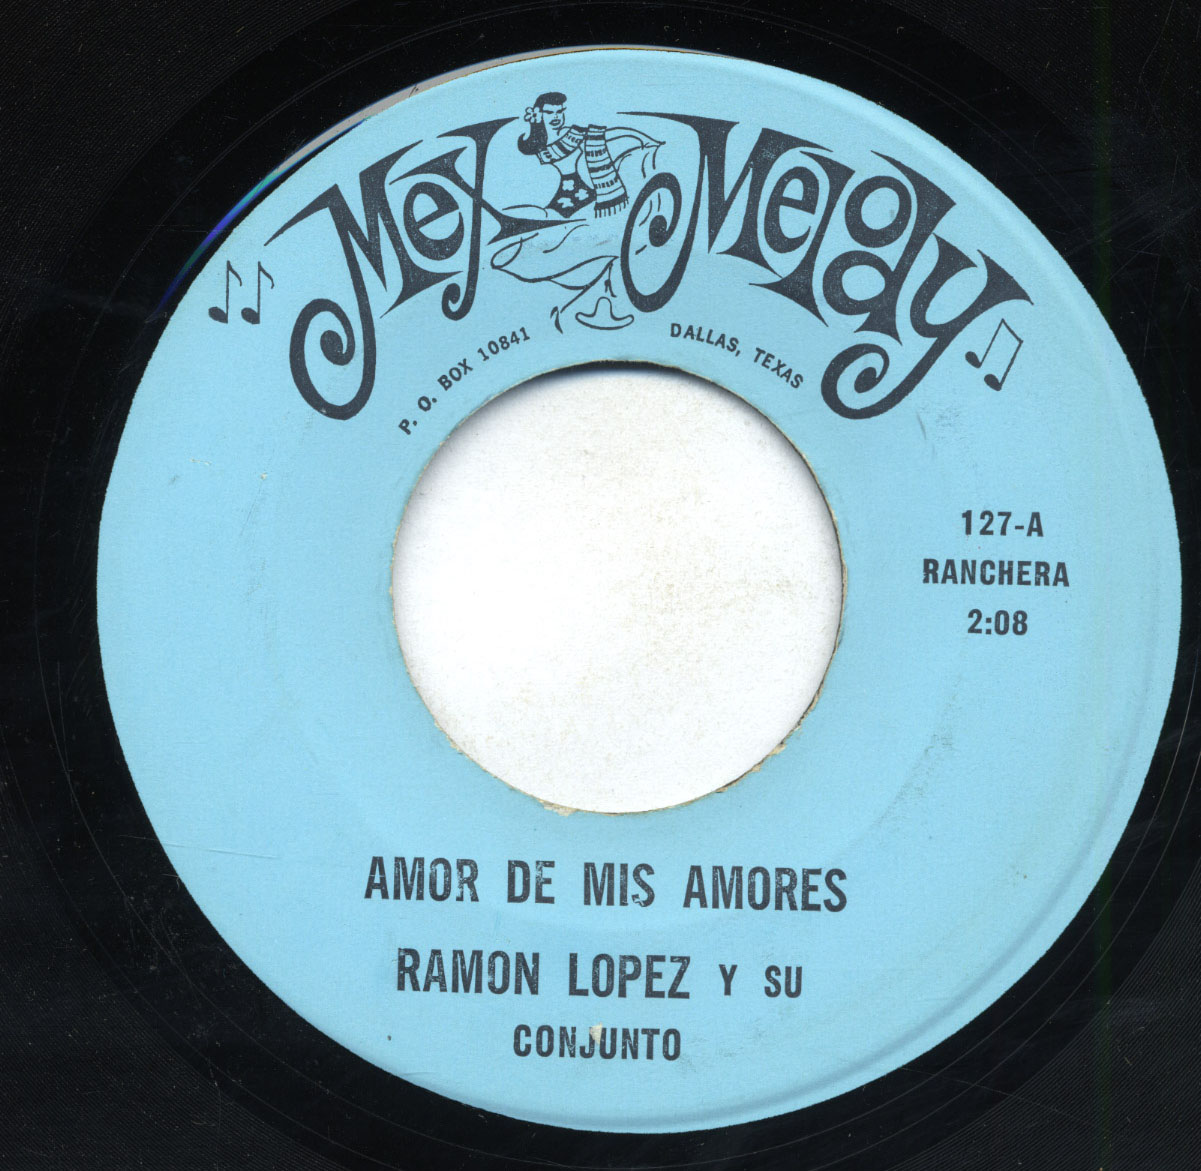 Mex Melody
P. O. BOX 10841
DALLAS, TEXAS
127-A
RANCHERA
2:08
AMOR DE MIS AMORES
RAMON LOPEZ Y SU
CONJUNTO